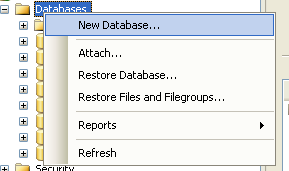 Databases
New Database...
Attach...
Restore Database...
Restore Files and Filegroups...
Reports
Refresh
Security